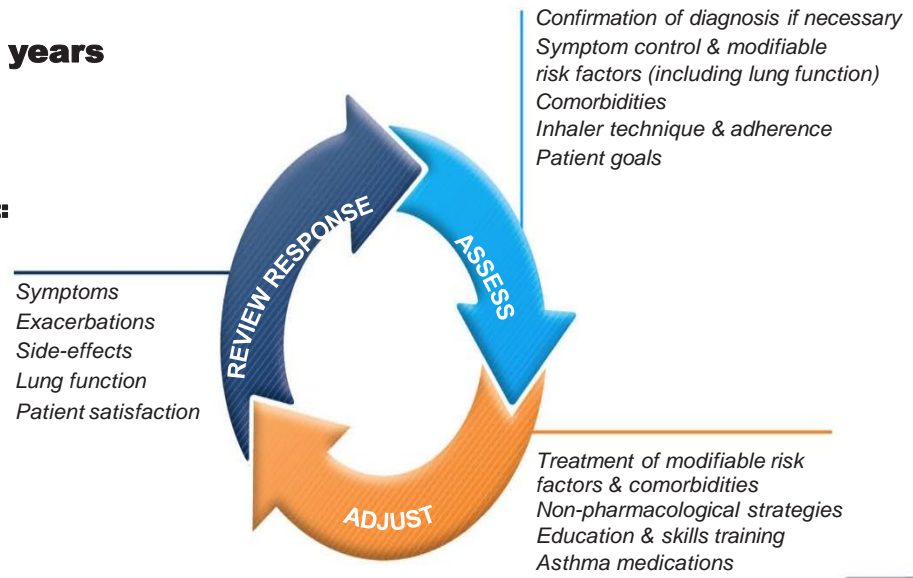 years
:
Confirmation of diagnosis if necessary
Symptom control & modifiable
risk factors (including lung function)
Comorbidities
Inhaler technique & adherence
Patient goals
REVIEW RESPONSE
ASSESS
ADJUST
Symptoms
Exacerbations
Side-effects
Lung function
Patient satisfaction
Treatment of modifiable risk
factors & comorbidities
Non-pharmacological strategies
Education & skills training
Asthma medications